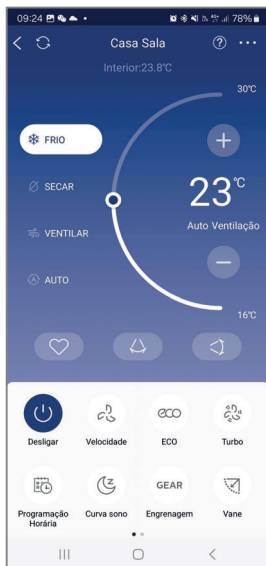 09:24
78%
Casa Sala
Interior:23.8°C
30°C
FRIO
SECAR
23°C
VENTILAR
Auto Ventilação
AUTO
16°C
Desligar
Velocidade
eco
ECO
Turbo
Programação
Horária
Curva sono
GEAR
Engrenagem
Vane